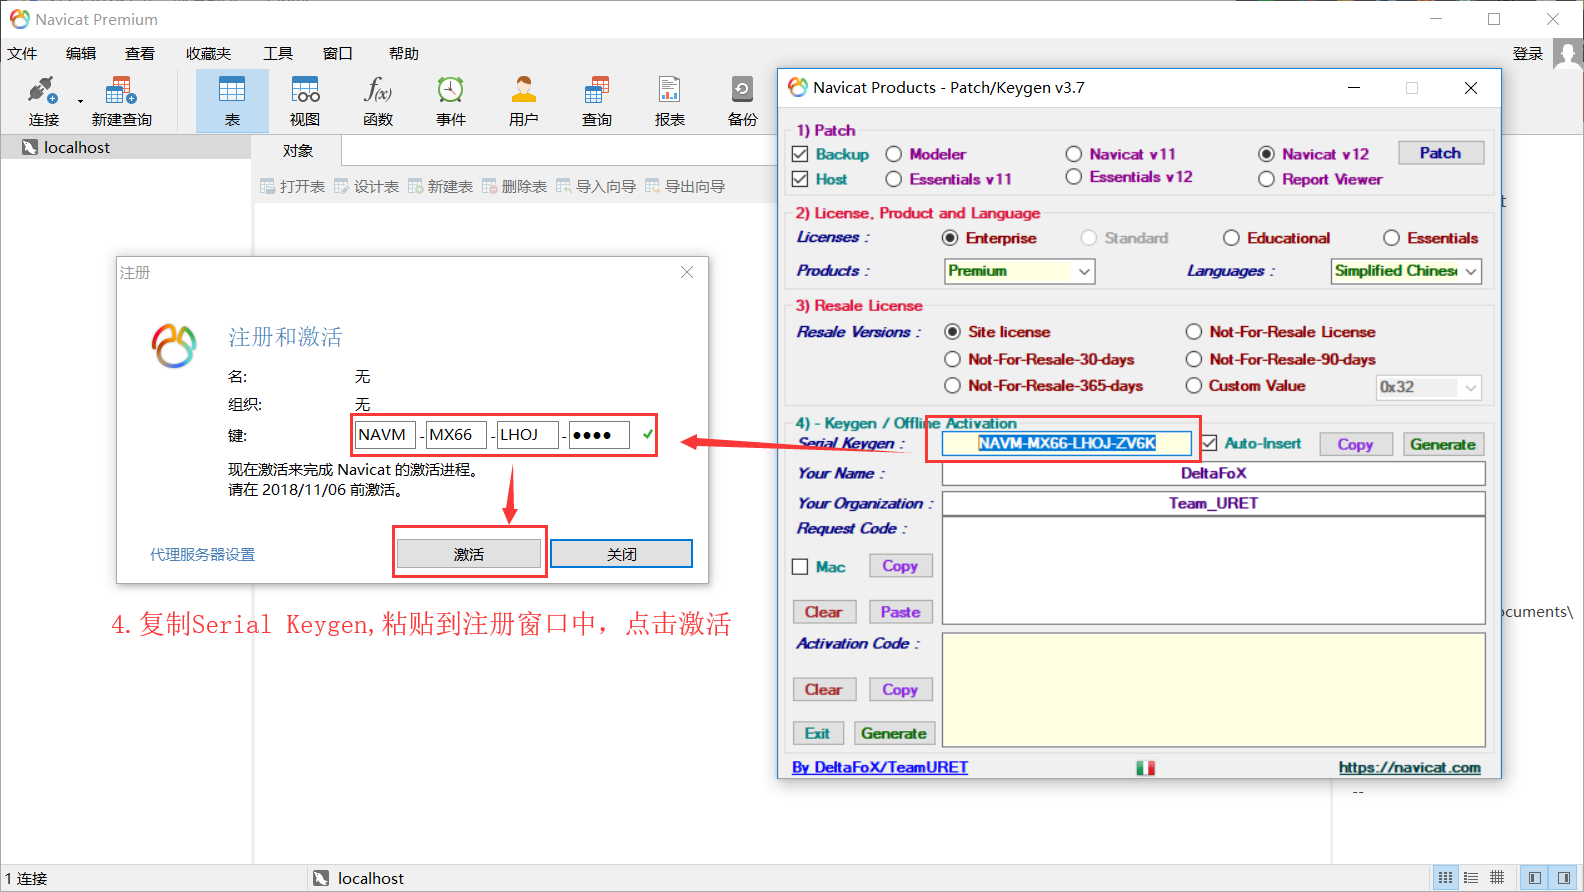 Navicat Premium
文件 编辑 查看 收藏夹 工具 窗口 帮助 登录
连接 新建查询 表 视图 函数 事件 用户 查询 报表 备份
f(x)
localhost
对象
打开表 设计表 新建表 删除表 导入向导 导出向导
注册
注册和激活
名: 无
组织: 无
键: NAVM - MX66 - LHOJ - ●●●●
现在激活来完成 Navicat 的激活进程。
请在 2018/11/06 前激活。
代理服务器设置 激活 关闭
4.复制Serial Keygen,粘贴到注册窗口中，点击激活
Navicat Products - Patch/Keygen v3.7
1) Patch
Backup Modeler Navicat v11 Navicat v12 Patch
Host Essentials v11 Essentials v12 Report Viewer
2) License, Product and Language
Licenses : Enterprise Standard Educational Essentials
Products : Premium Languages : Simplified Chines
3) Resale License
Resale Versions : Site license Not-For-Resale License
Not-For-Resale-30-days Not-For-Resale-90-days
Not-For-Resale-365-days Custom Value 0x32
4) - Keygen / Offline Activation
Serial Keygen : NAVM-MX66-LHOJ-ZV6K Auto-Insert Copy Generate
Your Name : DeltaFoX
Your Organization : Team_URET
Request Code :
Mac Copy
Clear Paste
Activation Code :
Clear Copy
Exit Generate
By DeltaFoX/TeamURET https://navicat.com
t
ocuments\
--
1 连接 localhost